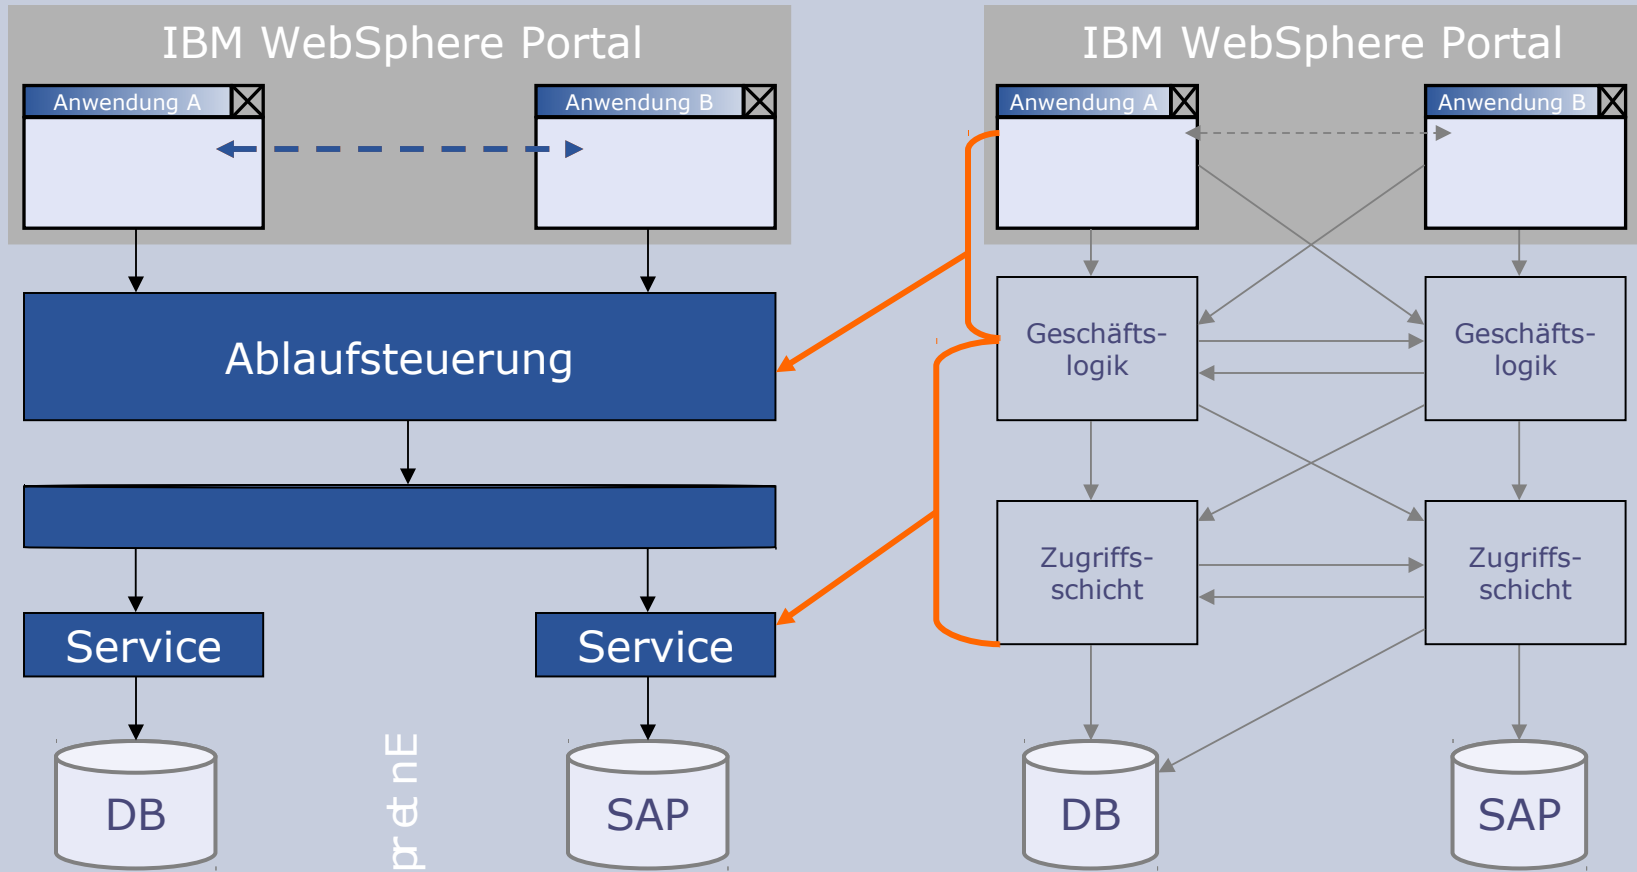 IBM WebSphere Portal
Anwendung A
Anwendung B
Ablaufsteuerung
Service
Service
DB
SAP
IBM WebSphere Portal
Anwendung A
Anwendung B
Geschäfts-
logik
Geschäfts-
logik
Zugriffs-
schicht
Zugriffs-
schicht
DB
SAP